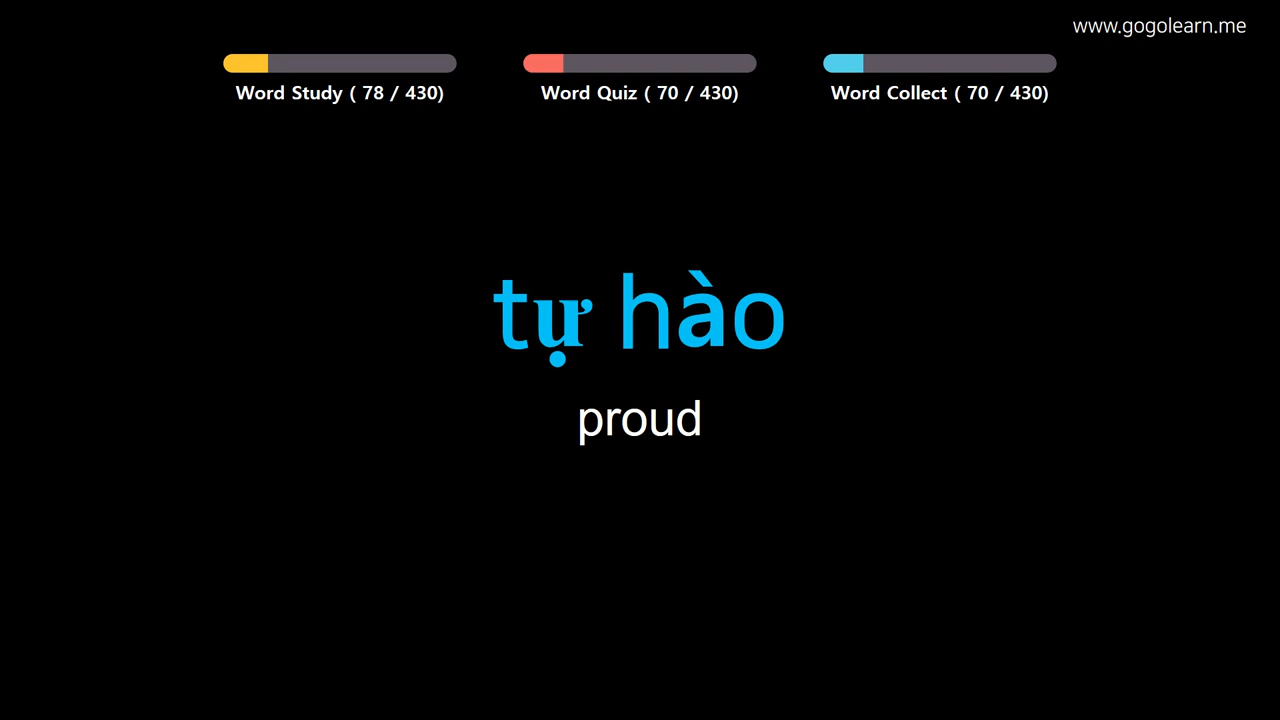 www.gogolearn.me
Word Study ( 78 / 430)
Word Quiz ( 70 / 430)
Word Collect ( 70 / 430)
tự hào
proud